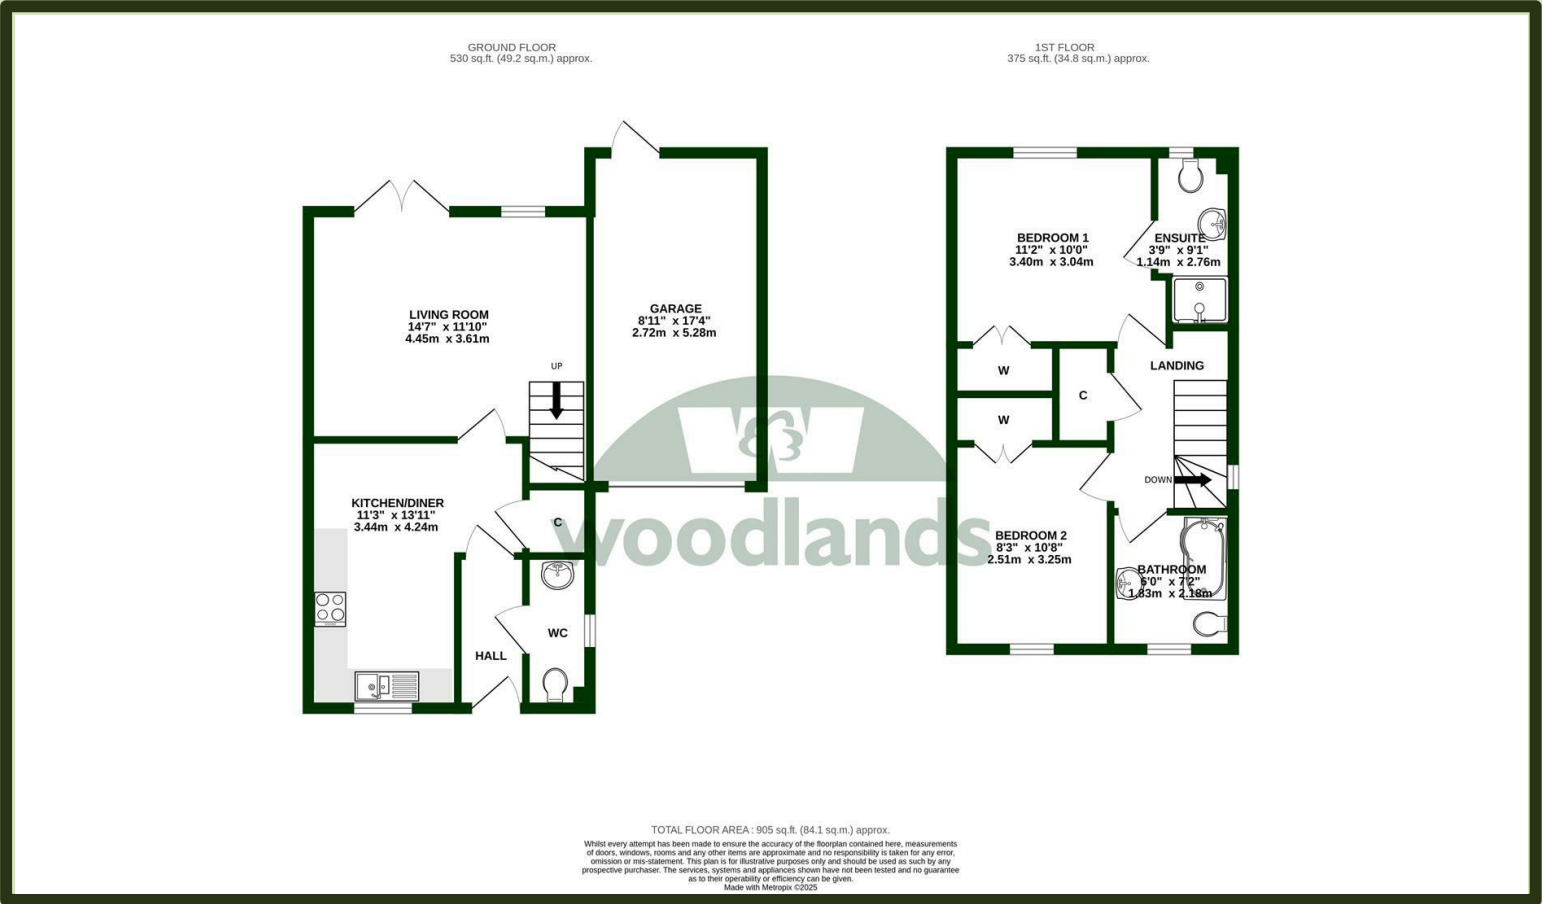 GROUND FLOOR
530 sq.ft. (49.2 sq.m.) approx.
1ST FLOOR
375 sq.ft. (34.8 sq.m.) approx.
LIVING ROOM
14'7" x 11'10"
4.45m x 3.61m
UP
GARAGE
8'11" x 17'4"
2.72m x 5.28m
KITCHEN/DINER
11'3" x 13'11"
3.44m x 4.24m
C
WC
HALL
BEDROOM 1
11'2" x 10'0"
3.40m x 3.04m
ENSUITE
3'9" x 9'1"
1.14m x 2.76m
LANDING
W
C
W
DOWN
BEDROOM 2
8'3" x 10'8"
2.51m x 3.25m
BATHROOM
6'0" x 7'2"
1.83m x 2.18m
woodlands
TOTAL FLOOR AREA : 905 sq.ft. (84.1 sq.m.) approx.
Whilst every attempt has been made to ensure the accuracy of the floorplan contained here, measurements
of doors, windows, rooms and any other items are approximate and no responsibility is taken for any error,
omission or mis-statement. This plan is for illustrative purposes only and should be used as such by any
prospective purchaser. The services, systems and appliances shown have not been tested and no guarantee
as to their operability or efficiency can be given.
Made with Metropix ©2025